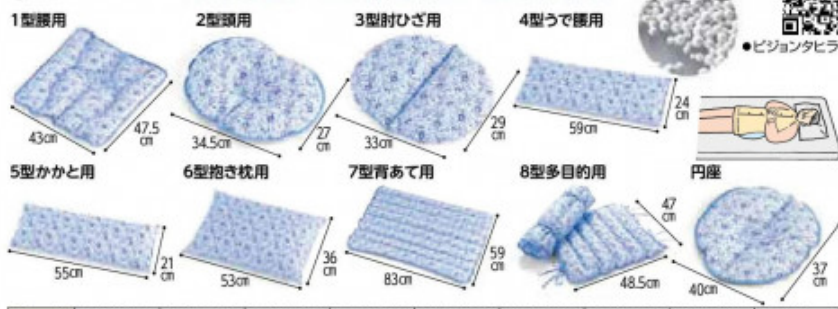 1型腰用
2型頭用
3型肘ひざ用
4型うで腰用
●ビジョンタヒラ
43cm
47.5cm
34.5cm
27cm
33cm
29cm
59cm
24cm
5型かかと用
6型抱き枕用
7型背あて用
8型多目的用
円座
55cm
21cm
53cm
36cm
83cm
59cm
48.5cm
47cm
40cm
37cm